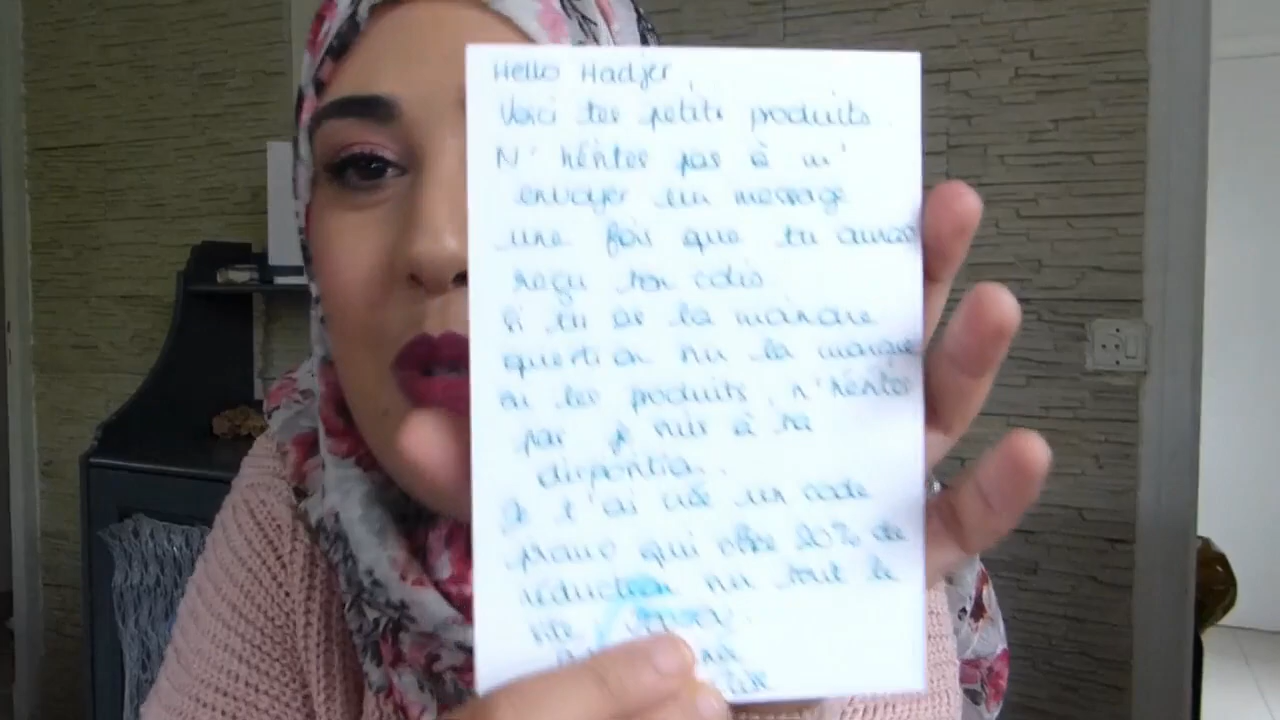 Hello Hadjer,
Voici tes petits produits.
N'hésites pas à m'
envoyer un message
une fois que tu auras
reçu ton colis
Si tu as la moindre
question sur la marque
ou les produits, n'hésites
pas je suis à ta
disposition.
Je t'ai créé un code
promo qui offre 20% de
réduction sur tout le
site